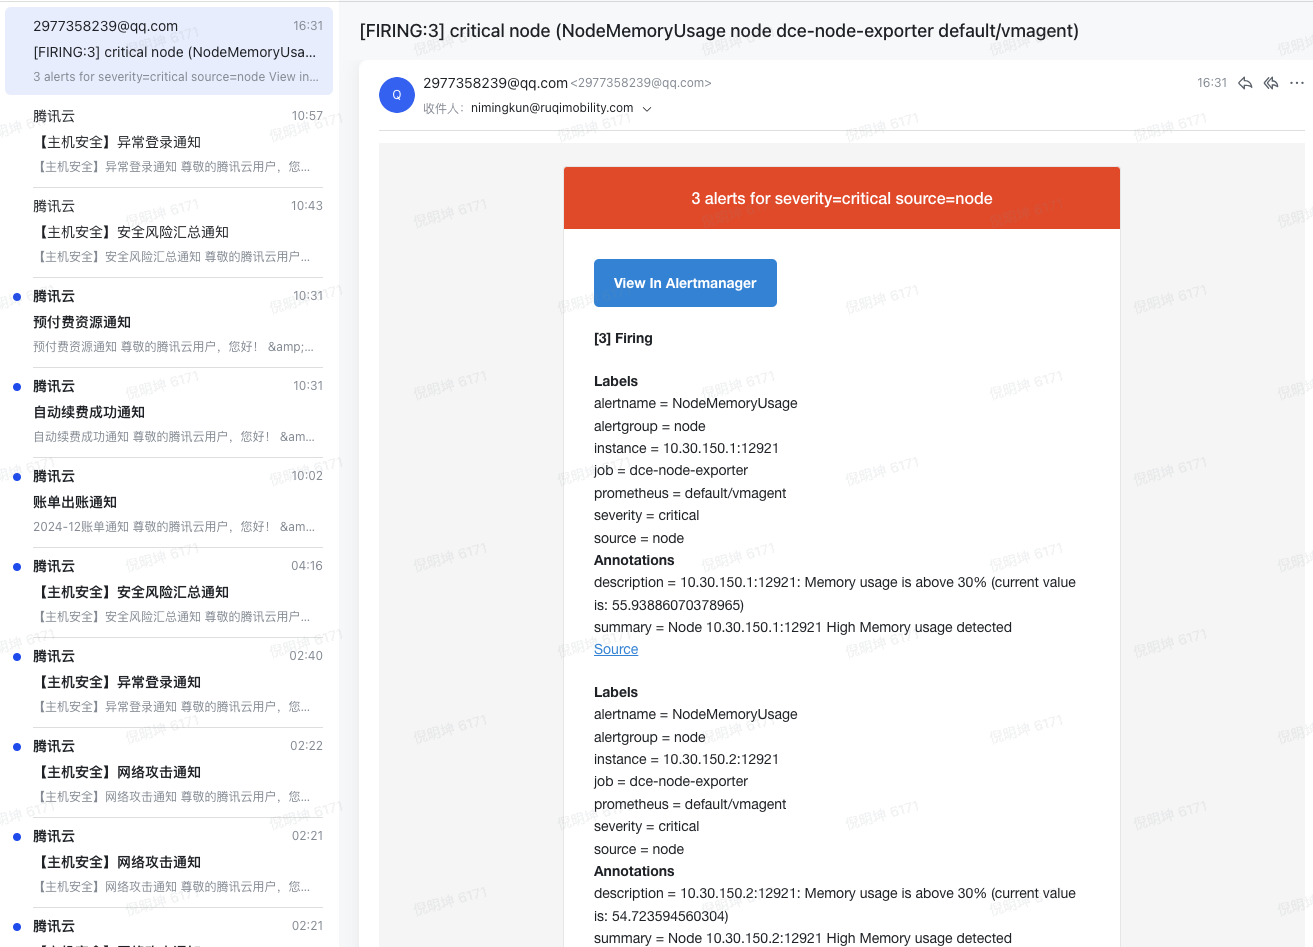 2977358239@qq.com 16:31
[FIRING:3] critical node (NodeMemoryUsa...
3 alerts for severity=critical source=node View in...
腾讯云 10:57
【主机安全】异常登录通知
【主机安全】异常登录通知 尊敬的腾讯云用户，您...
腾讯云 10:43
【主机安全】安全风险汇总通知
【主机安全】安全风险汇总通知 尊敬的腾讯云用户...
腾讯云 10:31
预付费资源通知
预付费资源通知 尊敬的腾讯云用户，您好！ &amp;...
腾讯云 10:31
自动续费成功通知
自动续费成功通知 尊敬的腾讯云用户，您好！ &am...
腾讯云 10:02
账单出账通知
2024-12账单通知 尊敬的腾讯云用户，您好！ &am...
腾讯云 04:16
【主机安全】安全风险汇总通知
【主机安全】安全风险汇总通知 尊敬的腾讯云用户...
腾讯云 02:40
【主机安全】异常登录通知
【主机安全】异常登录通知 尊敬的腾讯云用户，您...
腾讯云 02:22
【主机安全】网络攻击通知
【主机安全】网络攻击通知 尊敬的腾讯云用户，您...
腾讯云 02:21
【主机安全】网络攻击通知
【主机安全】网络攻击通知 尊敬的腾讯云用户，您...
腾讯云 02:21
[FIRING:3] critical node (NodeMemoryUsage node dce-node-exporter default/vmagent)
Q
2977358239@qq.com <2977358239@qq.com> 16:31
收件人： nimingkun@ruqimobility.com
3 alerts for severity=critical source=node
View In Alertmanager
[3] Firing
Labels
alertname = NodeMemoryUsage
alertgroup = node
instance = 10.30.150.1:12921
job = dce-node-exporter
prometheus = default/vmagent
severity = critical
source = node
Annotations
description = 10.30.150.1:12921: Memory usage is above 30% (current value
is: 55.93886070378965)
summary = Node 10.30.150.1:12921 High Memory usage detected
Source
Labels
alertname = NodeMemoryUsage
alertgroup = node
instance = 10.30.150.2:12921
job = dce-node-exporter
prometheus = default/vmagent
severity = critical
source = node
Annotations
description = 10.30.150.2:12921: Memory usage is above 30% (current value
is: 54.723594560304)
summary = Node 10.30.150.2:12921 High Memory usage detected
倪明坤 6171